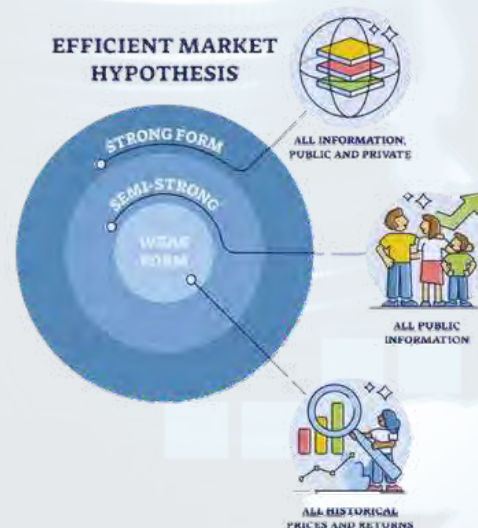 EFFICIENT MARKET
HYPOTHESIS
ALL INFORMATION,
PUBLIC AND PRIVATE
STRONG FORM
SEMI-STRONG
WEAK
FORM
ALL PUBLIC
INFORMATION
ALL HISTORICAL
PRICES AND RETURNS